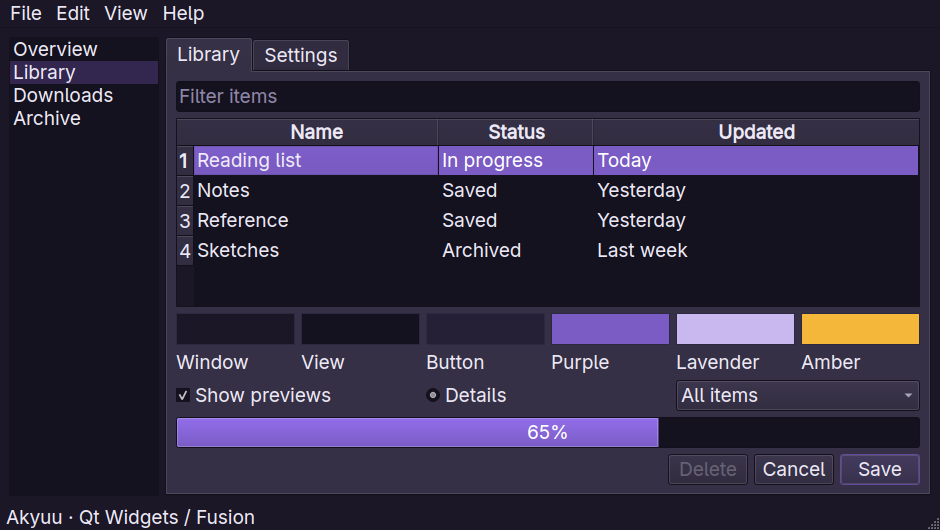 File Edit View Help
Overview
Library
Downloads
Archive
Library Settings
Filter items
Name Status Updated
1 Reading list In progress Today
2 Notes Saved Yesterday
3 Reference Saved Yesterday
4 Sketches Archived Last week
Window View Button Purple Lavender Amber
Show previews Details All items
65%
Delete Cancel Save
Akyuu · Qt Widgets / Fusion